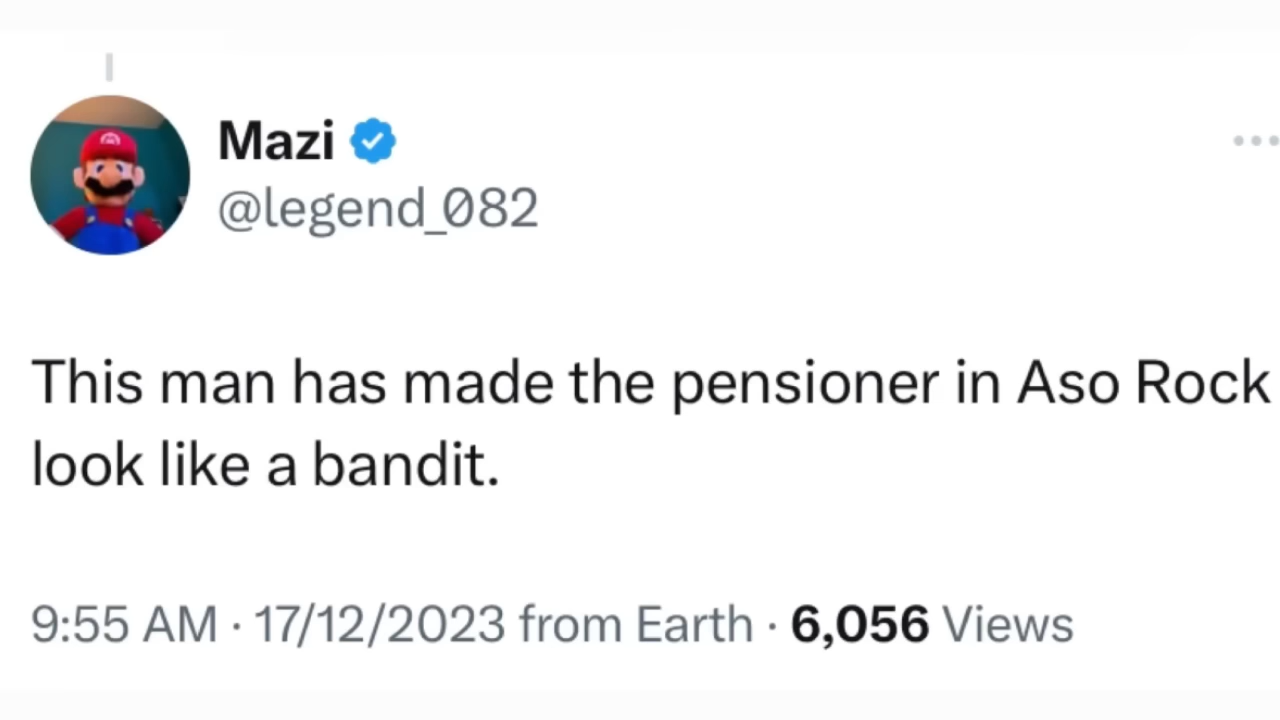 Mazi
@legend_082
This man has made the pensioner in Aso Rock
look like a bandit.
9:55 AM · 17/12/2023 from Earth · 6,056 Views